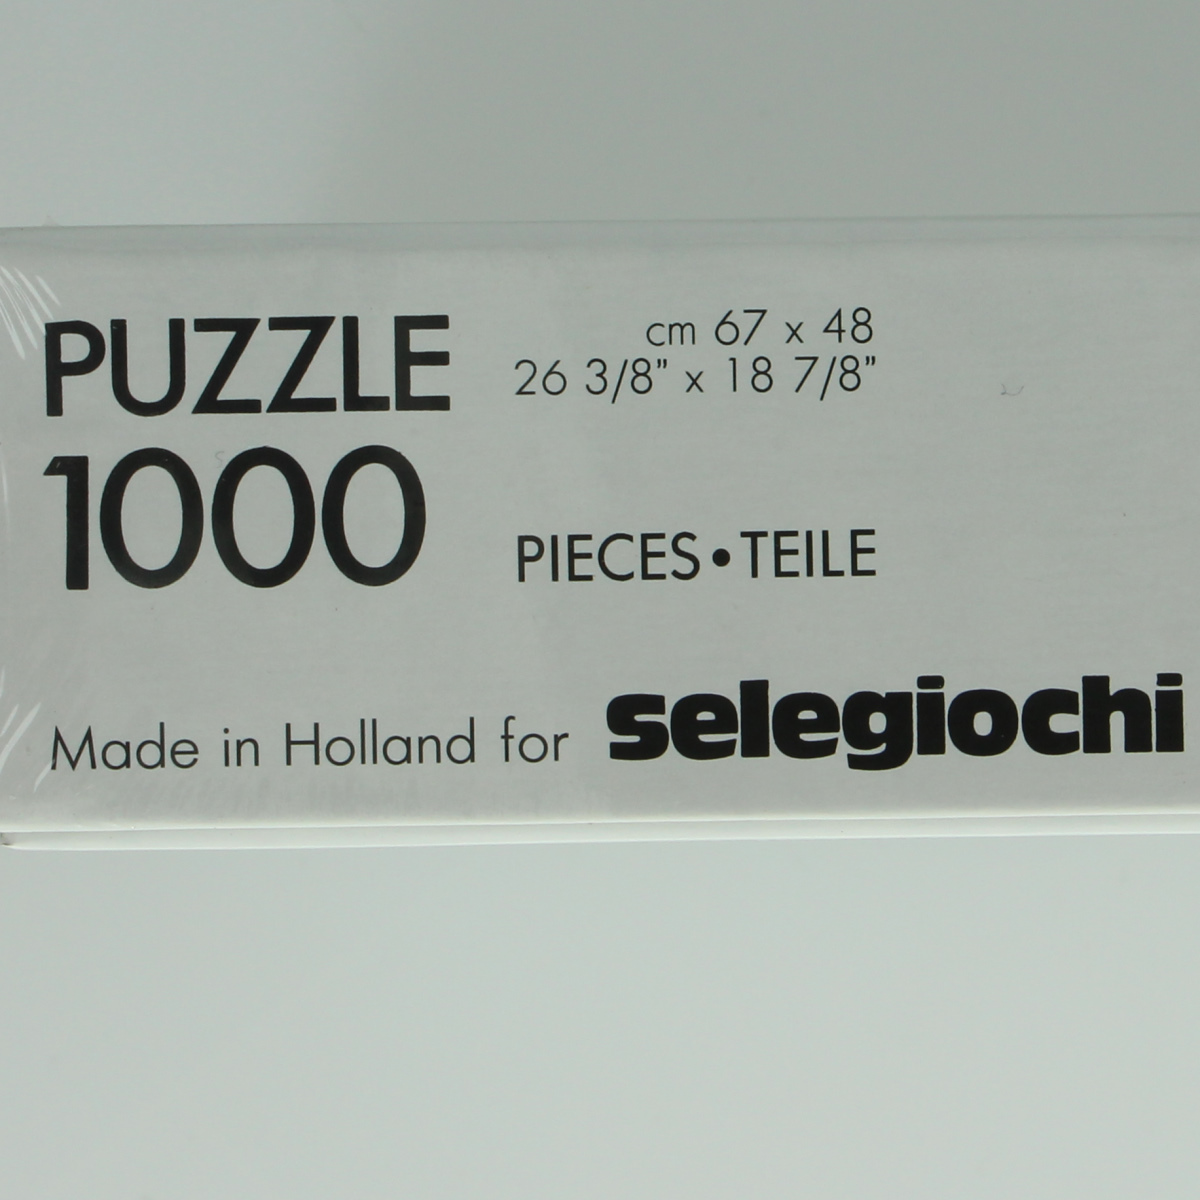 PUZZLE
cm 67 x 48
26 3/8" x 18 7/8"
1000
PIECES•TEILE
Made in Holland for selegiochi